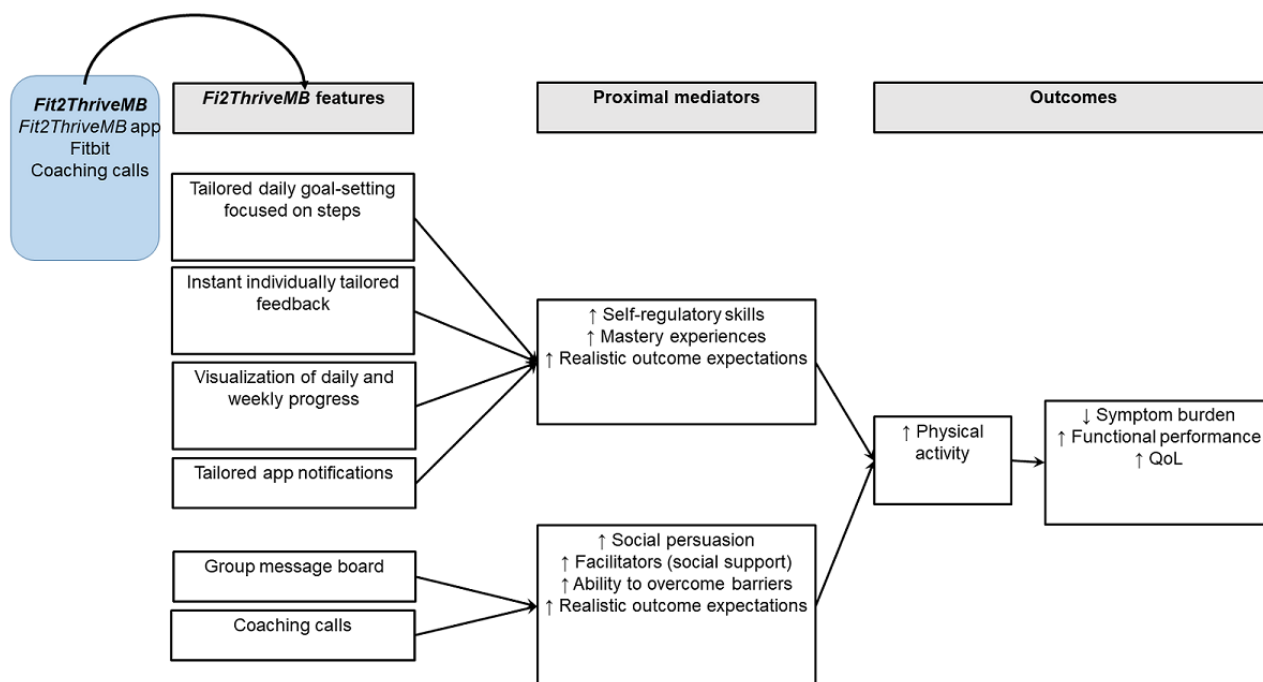 Fit2ThriveMB
Fit2ThriveMB app
Fitbit
Coaching calls
Fi2ThriveMB features
Proximal mediators
Outcomes
Tailored daily goal-setting
focused on steps
Instant individually tailored
feedback
Visualization of daily and
weekly progress
Tailored app notifications
Group message board
Coaching calls
↑ Self-regulatory skills
↑ Mastery experiences
↑ Realistic outcome expectations
↑ Social persuasion
↑ Facilitators (social support)
↑ Ability to overcome barriers
↑ Realistic outcome expectations
↑ Physical
activity
↓ Symptom burden
↑ Functional performance
↑ QoL